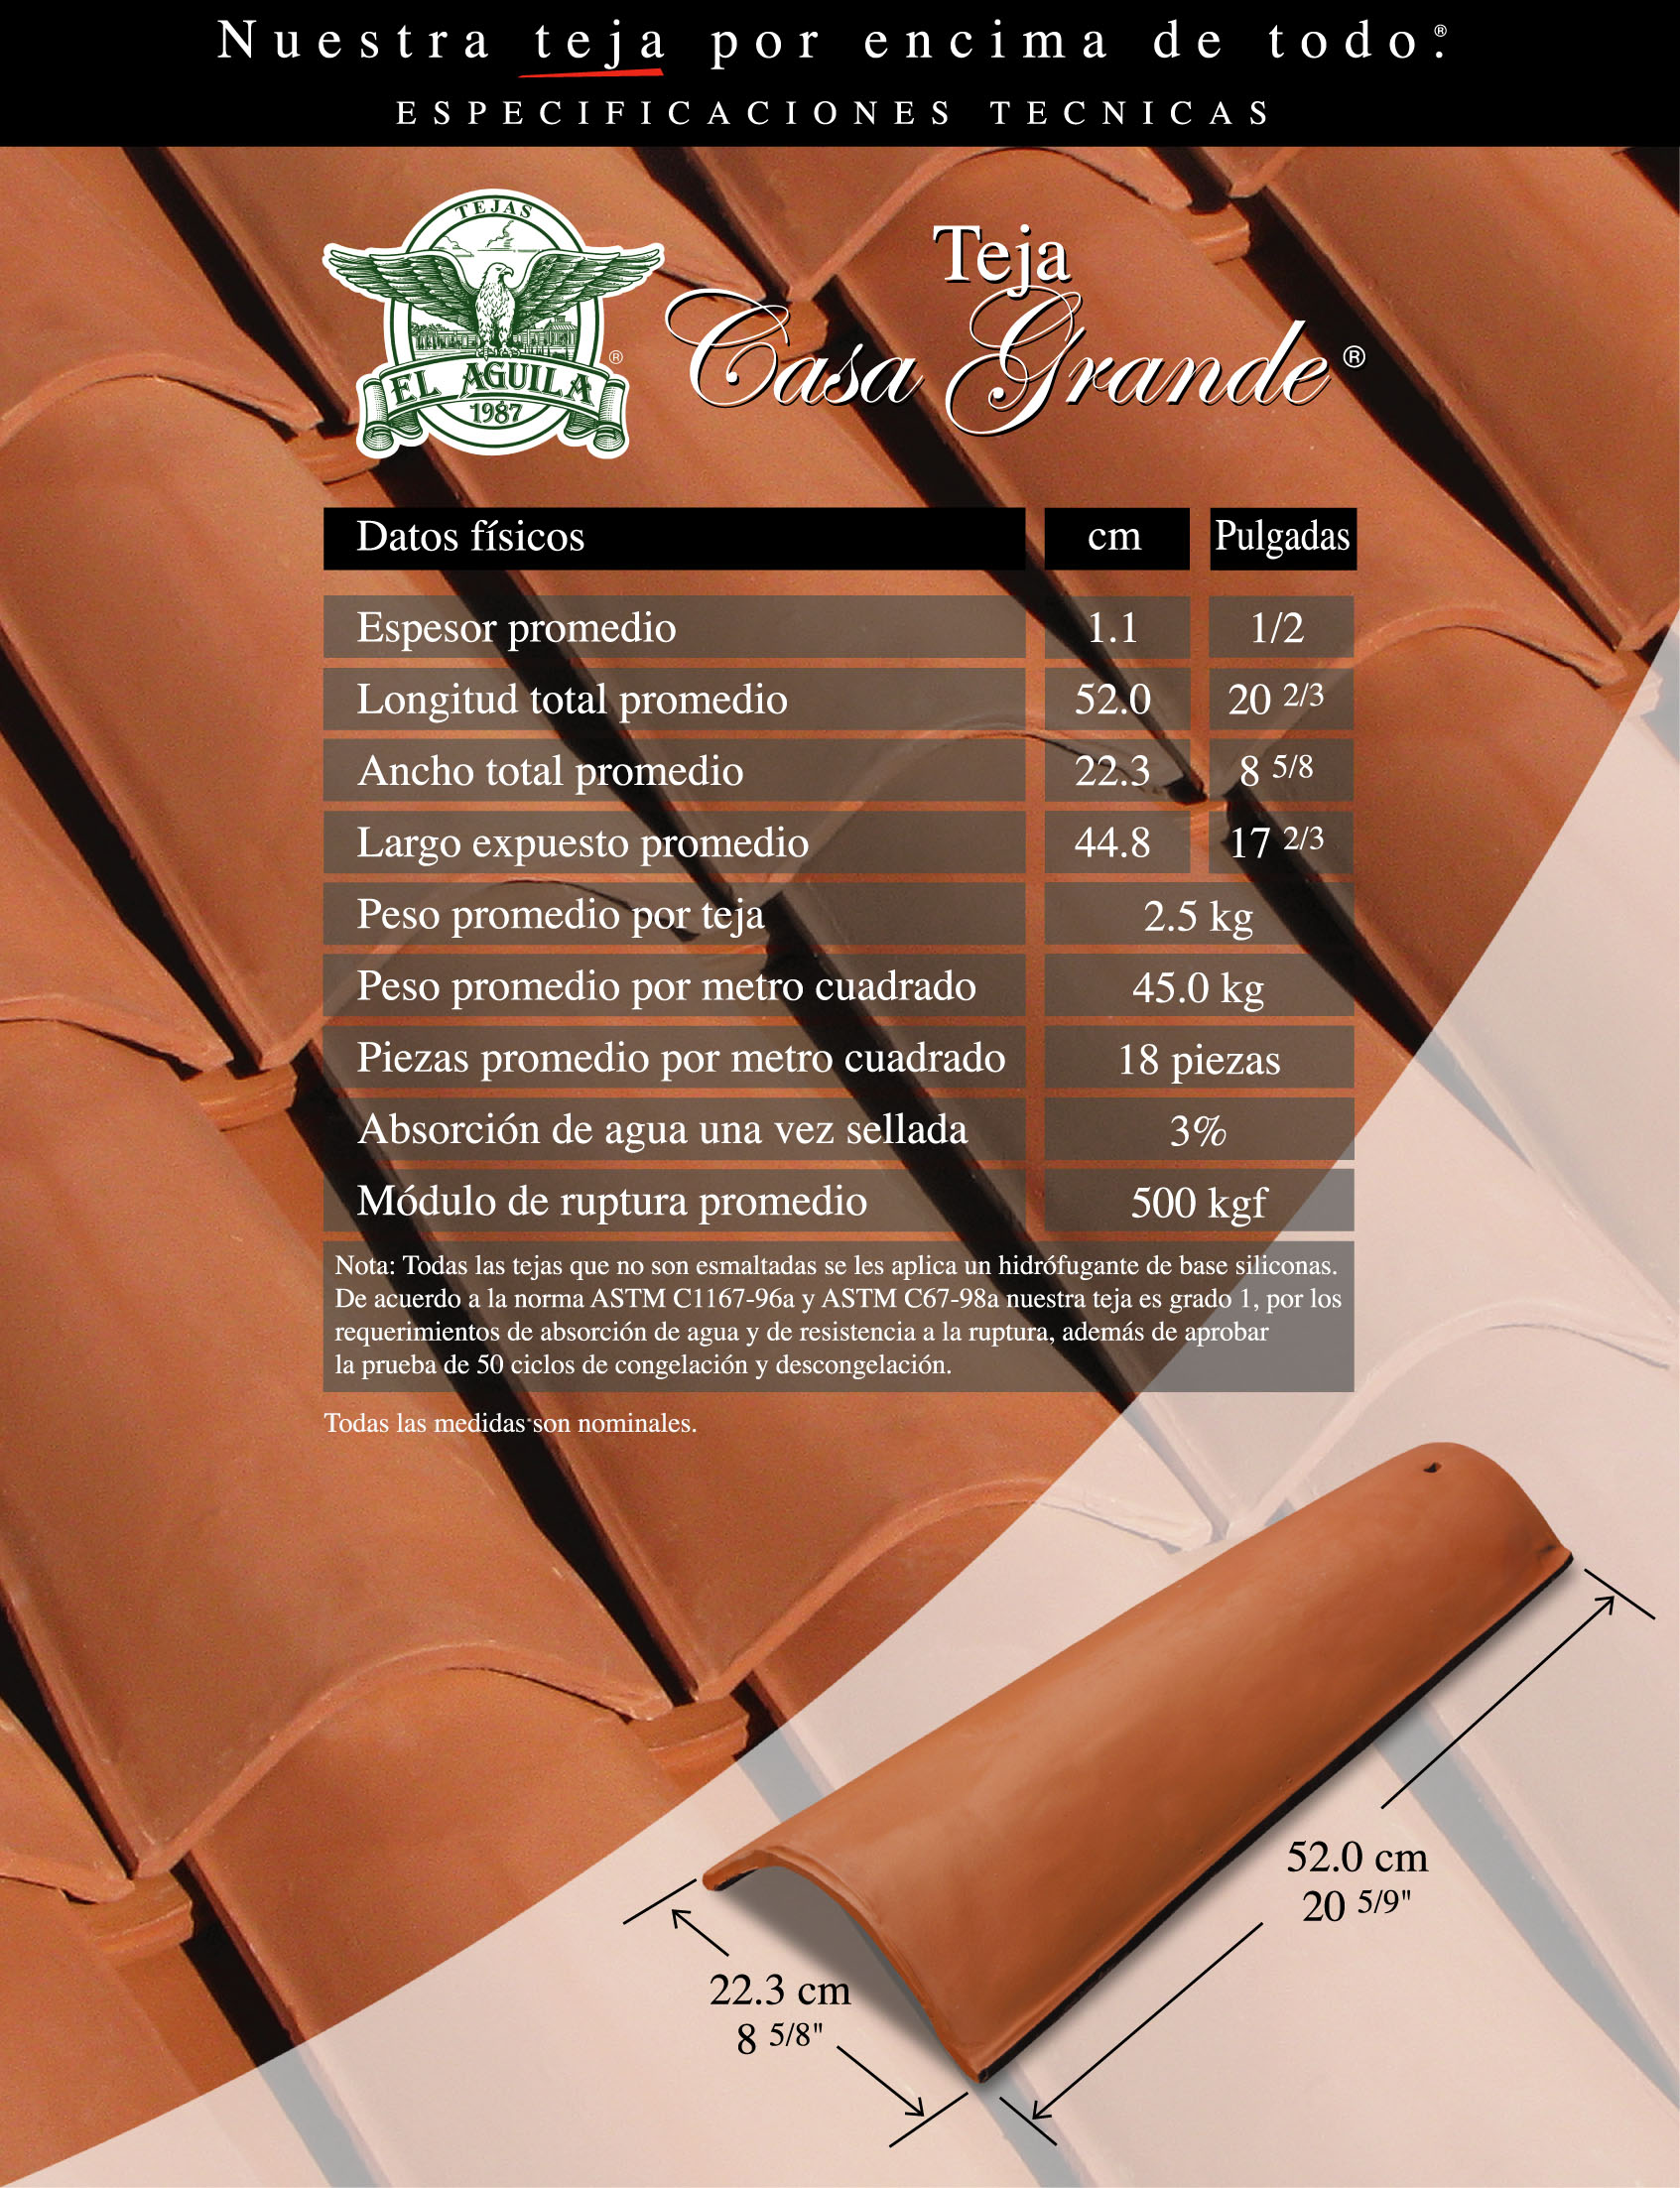 Nuestra teja por encima de todo.®
ESPECIFICACIONES TECNICAS
TEJAS
EL AGUILA ®
1987
Teja
Casa Grande ®
Datos físicos cm Pulgadas
Espesor promedio 1.1 1/2
Longitud total promedio 52.0 20 2/3
Ancho total promedio 22.3 8 5/8
Largo expuesto promedio 44.8 17 2/3
Peso promedio por teja 2.5 kg
Peso promedio por metro cuadrado 45.0 kg
Piezas promedio por metro cuadrado 18 piezas
Absorción de agua una vez sellada 3%
Módulo de ruptura promedio 500 kgf
Nota: Todas las tejas que no son esmaltadas se les aplica un hidrófugante de base siliconas.
De acuerdo a la norma ASTM C1167-96a y ASTM C67-98a nuestra teja es grado 1, por los
requerimientos de absorción de agua y de resistencia a la ruptura, además de aprobar
la prueba de 50 ciclos de congelación y descongelación.
Todas las medidas son nominales.
52.0 cm
20 5/9"
22.3 cm
8 5/8"